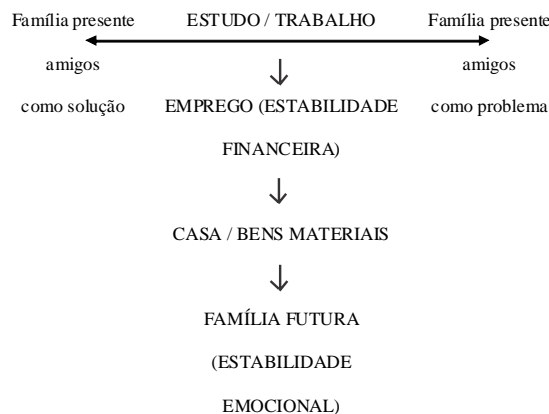 Família presente ESTUDO / TRABALHO Família presente
amigos amigos
como solução EMPREGO (ESTABILIDADE como problema
FINANCEIRA)
CASA / BENS MATERIAIS
FAMÍLIA FUTURA
(ESTABILIDADE
EMOCIONAL)